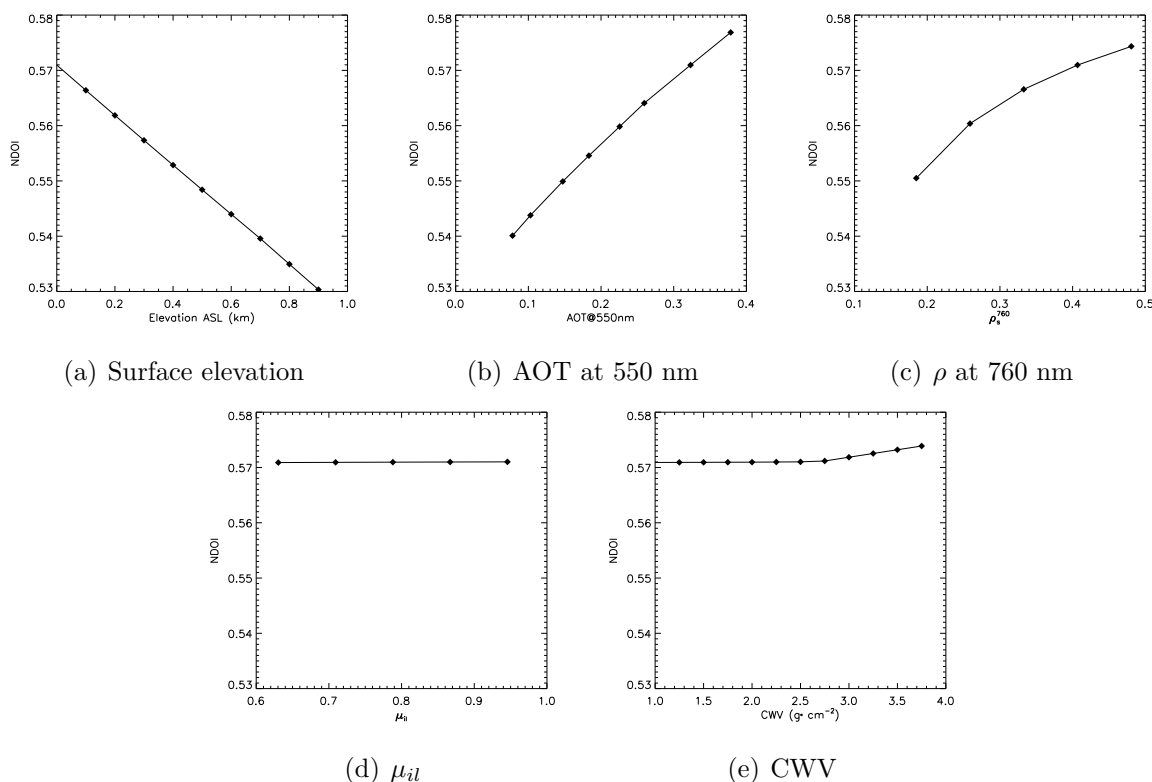 0.58
0.57
0.56
0.55
0.54
0.53
NDOI
0.0 0.2 0.4 0.6 0.8 1.0
Elevation ASL (km)
(a) Surface elevation
0.58
0.57
0.56
0.55
0.54
0.53
NDOI
0.0 0.1 0.2 0.3 0.4
AOT@550nm
(b) AOT at 550 nm
0.58
0.57
0.56
0.55
0.54
0.53
NDOI
0.1 0.2 0.3 0.4 0.5
ρs760
(c) ρ at 760 nm
0.58
0.57
0.56
0.55
0.54
0.53
NDOI
0.6 0.7 0.8 0.9 1.0
μil
(d) μil
0.58
0.57
0.56
0.55
0.54
0.53
NDOI
1.0 1.5 2.0 2.5 3.0 3.5 4.0
CWV (g• cm−2)
(e) CWV